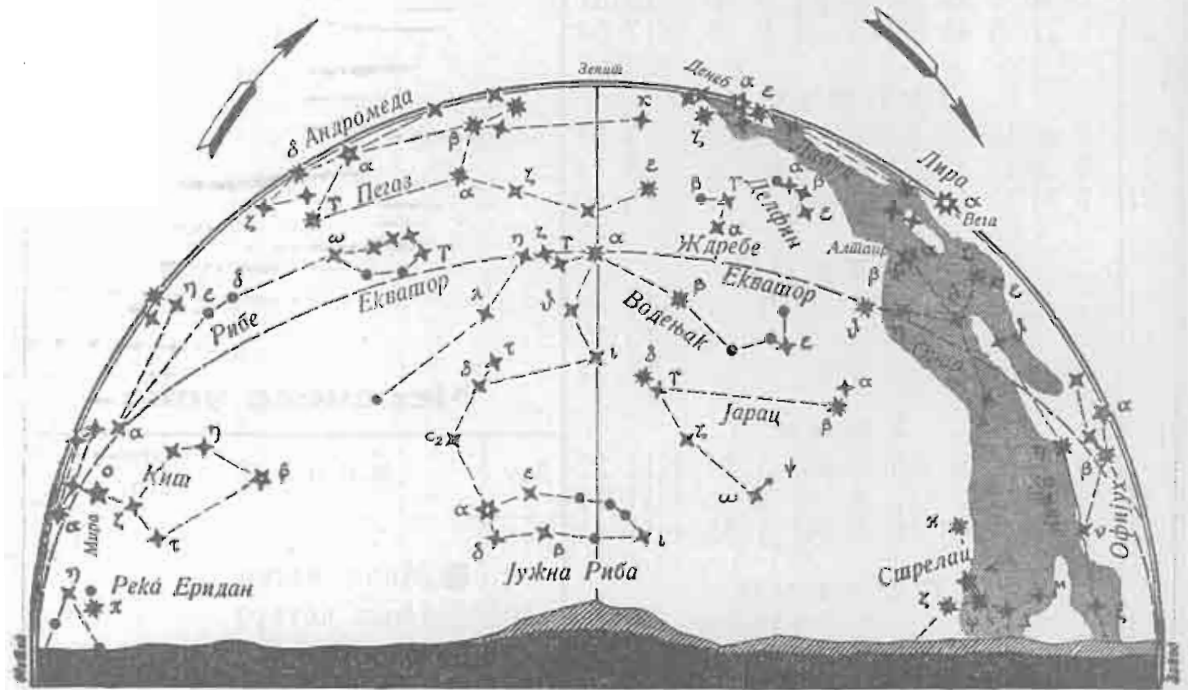 Зенит
Денеб
α
ε
δ
Андромеда
α
β
κ
ζ
Лира
α
Вега
Пегаз
α
ζ
ε
β
γ
Делфин
α
β
ε
ζ
γ
Ждребе
α
Алтаир
ω
γ
η
ζ
γ
α
Екватор
Екватор
β
δ
ε
η
Рибе
λ
Водењак
β
ε
τ
δ
ι
δ
γ
Јарац
α
β
α
η
Кит
β
c2
ζ
ω
ψ
ο
Мира
ζ
τ
α
α
ε
δ
β
ι
Јужна Риба
η
Река Еридан
π
Стрелац
ζ
α
β
η
ν
Офијух